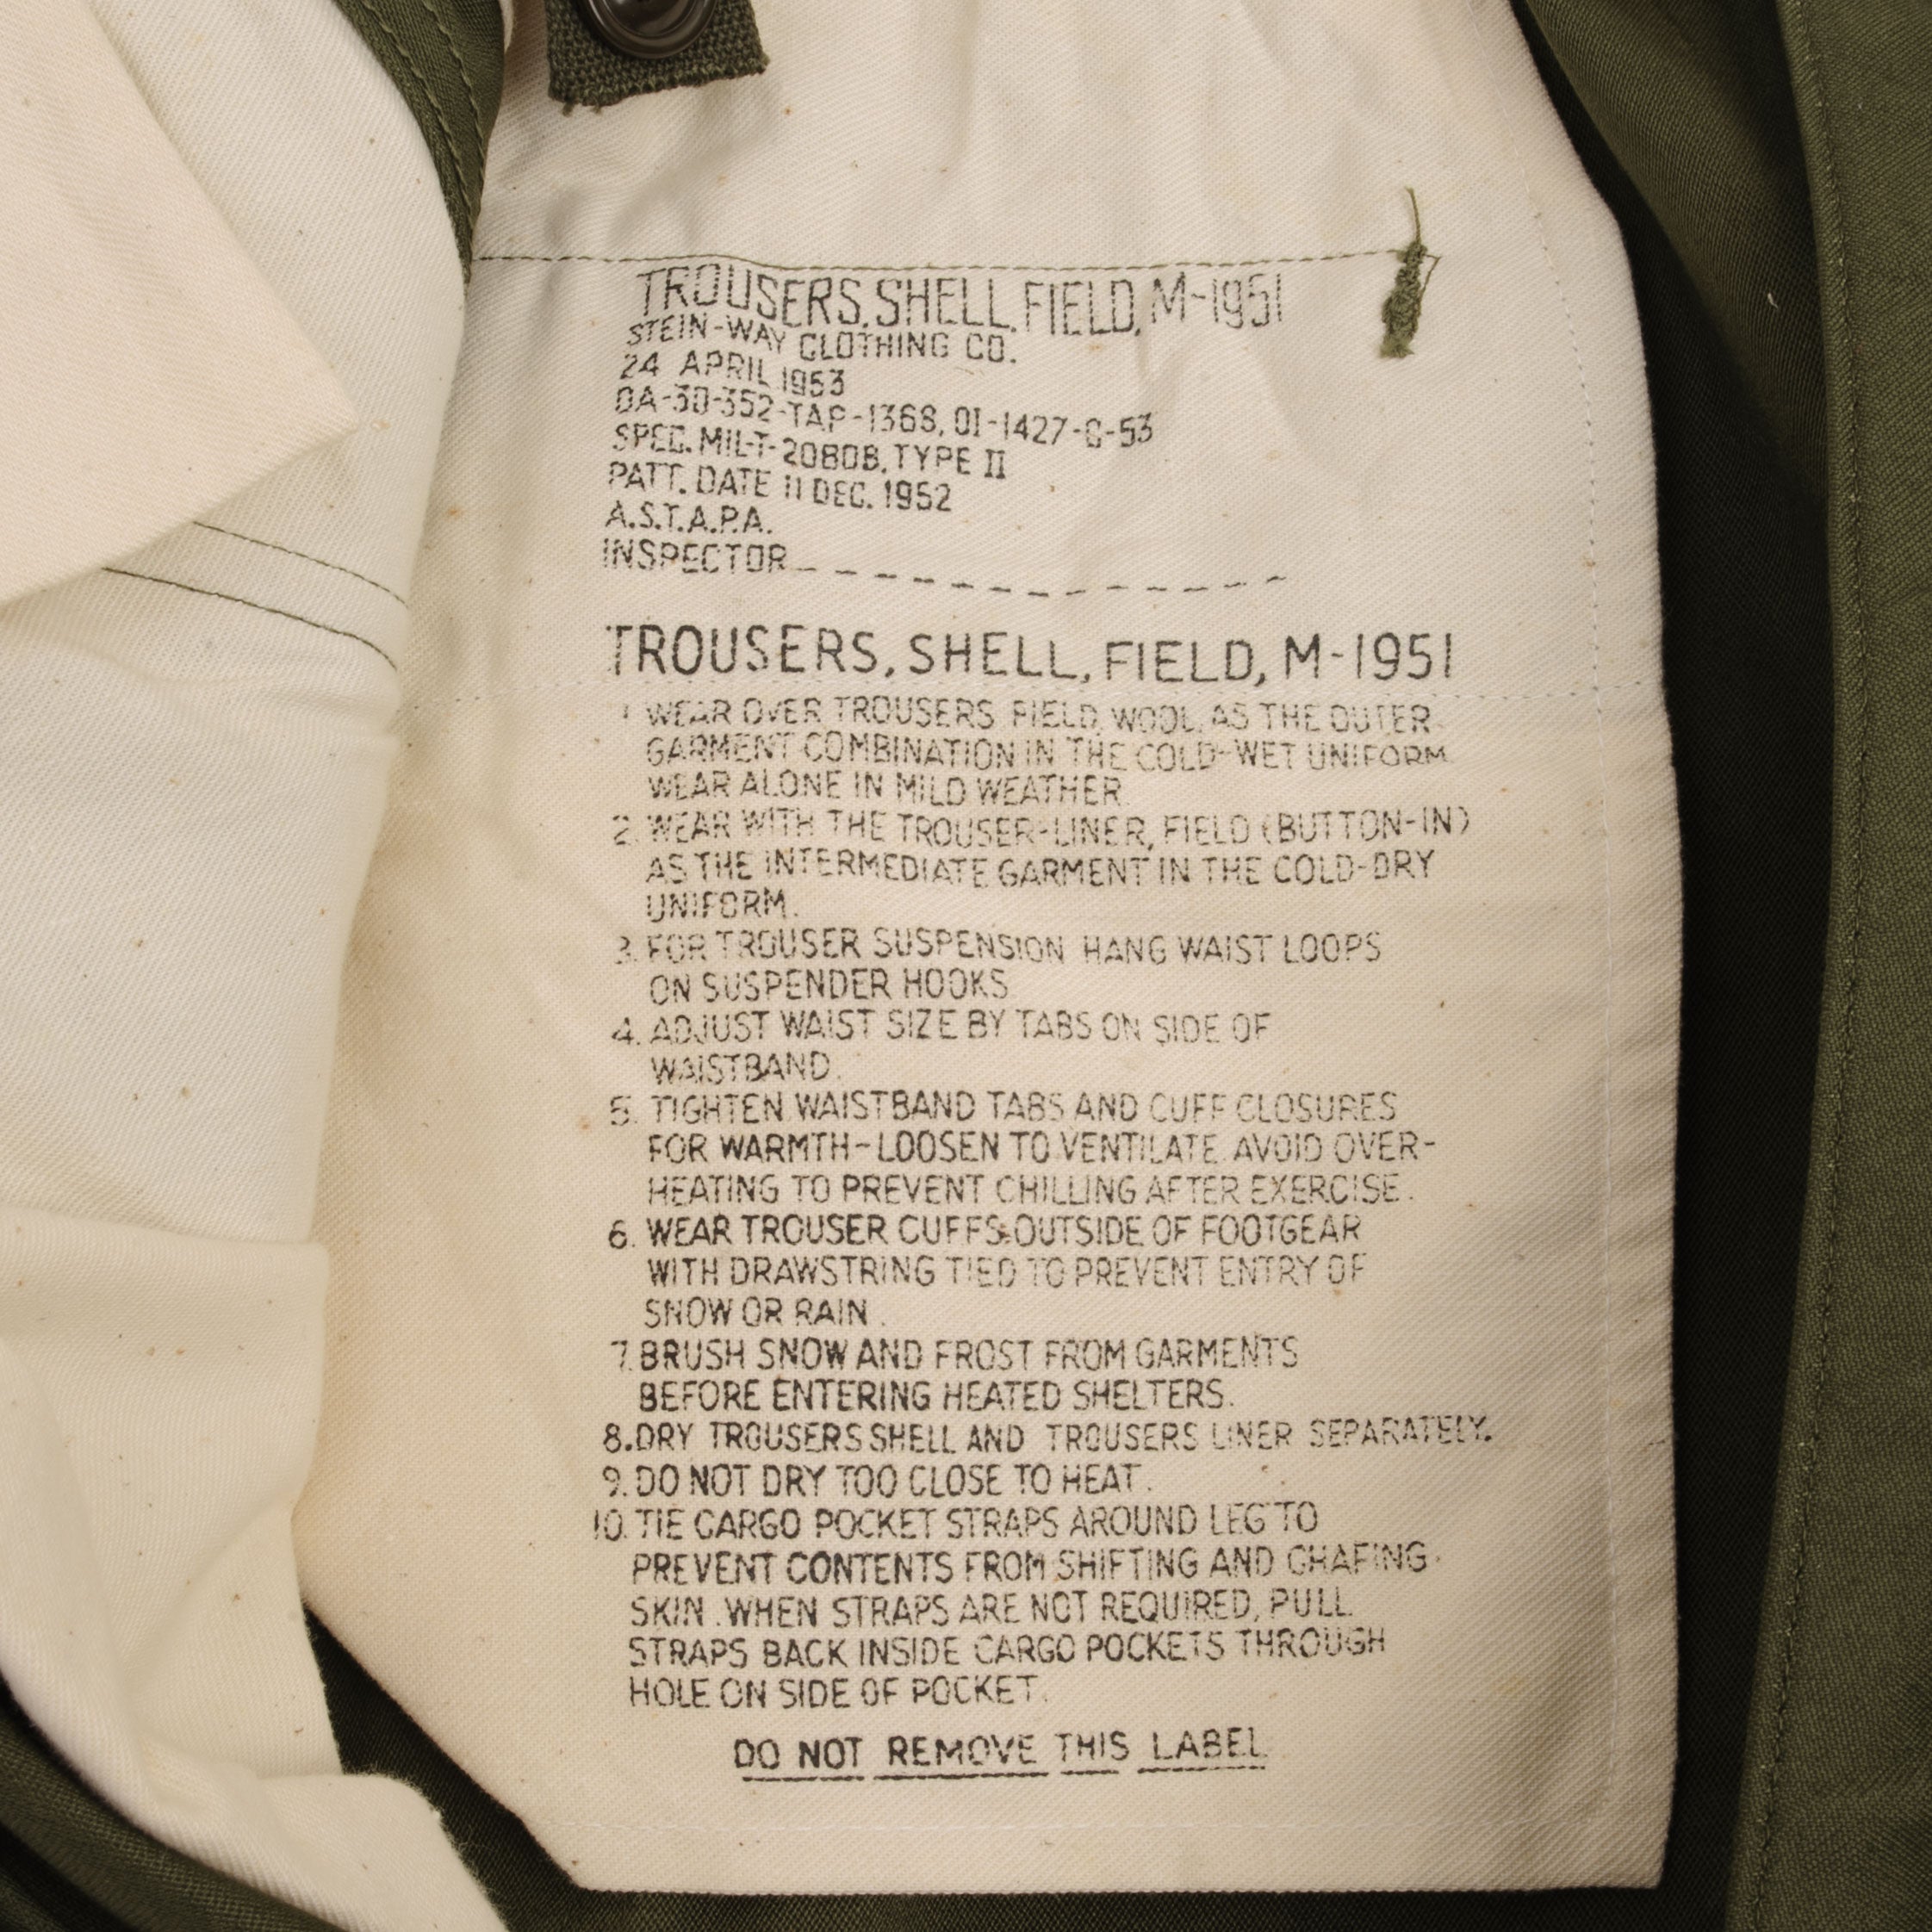 TROUSERS, SHELL, FIELD, M-1951
STEIN-WAY CLOTHING CO.
24 APRIL 1953
DA-30-352-TAP-1368, OI-1427-C-53
SPEC. MIL-T-2080B, TYPE II
PATT. DATE 11 DEC. 1952
A.S.T.A.P.A.
INSPECTOR
TROUSERS, SHELL, FIELD, M-1951
1 WEAR OVER TROUSERS FIELD, WOOL, AS THE OUTER
GARMENT COMBINATION IN THE COLD-WET UNIFORM.
WEAR ALONE IN MILD WEATHER
2. WEAR WITH THE TROUSER-LINER, FIELD (BUTTON-IN)
AS THE INTERMEDIATE GARMENT IN THE COLD-DRY
UNIFORM.
3. FOR TROUSER SUSPENSION HANG WAIST LOOPS
ON SUSPENDER HOOKS
4. ADJUST WAIST SIZE BY TABS ON SIDE OF
WAISTBAND.
5. TIGHTEN WAISTBAND TABS AND CUFF CLOSURES
FOR WARMTH-LOOSEN TO VENTILATE. AVOID OVER-
HEATING TO PREVENT CHILLING AFTER EXERCISE.
6. WEAR TROUSER CUFFS OUTSIDE OF FOOTGEAR
WITH DRAWSTRING TIED TO PREVENT ENTRY OF
SNOW OR RAIN.
7. BRUSH SNOW AND FROST FROM GARMENTS
BEFORE ENTERING HEATED SHELTERS.
8. DRY TROUSERS SHELL AND TROUSERS LINER SEPARATELY.
9. DO NOT DRY TOO CLOSE TO HEAT.
10. TIE CARGO POCKET STRAPS AROUND LEG TO
PREVENT CONTENTS FROM SHIFTING AND CHAFING
SKIN. WHEN STRAPS ARE NOT REQUIRED, PULL
STRAPS BACK INSIDE CARGO POCKETS THROUGH
HOLE ON SIDE OF POCKET.
DO NOT REMOVE THIS LABEL